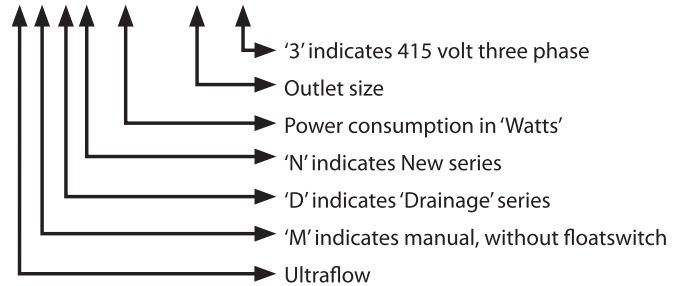 ‘3’ indicates 415 volt three phase
Outlet size
Power consumption in ‘Watts’
‘N’ indicates New series
‘D’ indicates ‘Drainage’ series
‘M’ indicates manual, without floatswitch
Ultraflow